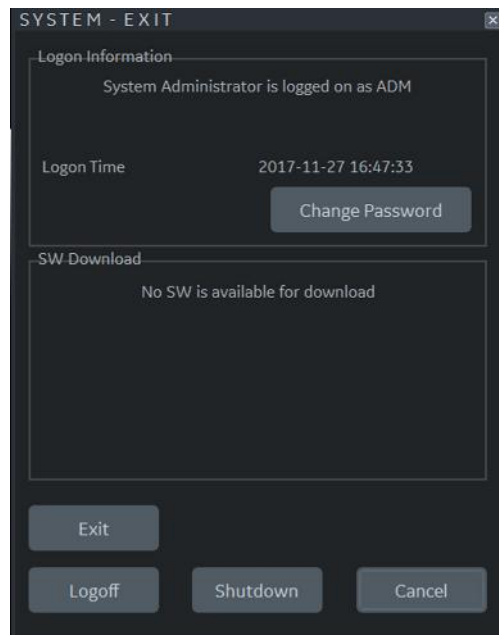 SYSTEM - EXIT
Logon Information
System Administrator is logged on as ADM
Logon Time 2017-11-27 16:47:33
Change Password
SW Download
No SW is available for download
Exit
Logoff Shutdown Cancel